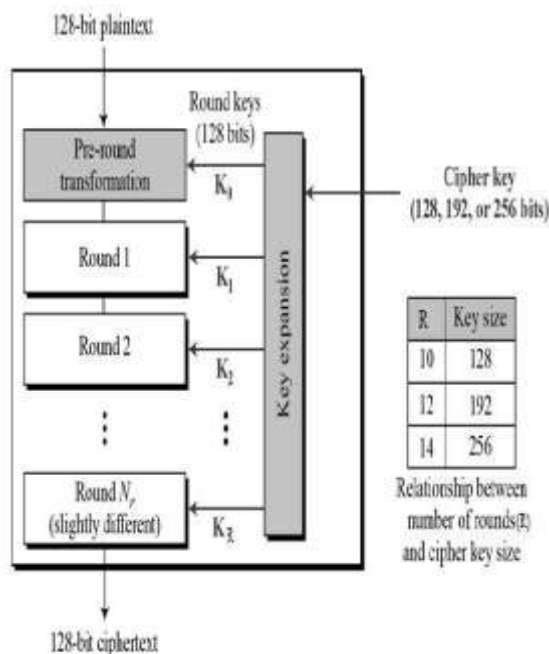 128-bit plaintext
Round keys
(128 bits)
Pre-round
transformation
K0
Cipher key
(128, 192, or 256 bits)
Round 1
K1
Key expansion
Round 2
K2
R Key size
10 128
12 192
14 256
Relationship between
number of rounds(R)
and cipher key size
Round Nr
(slightly different)
KR
128-bit ciphertext